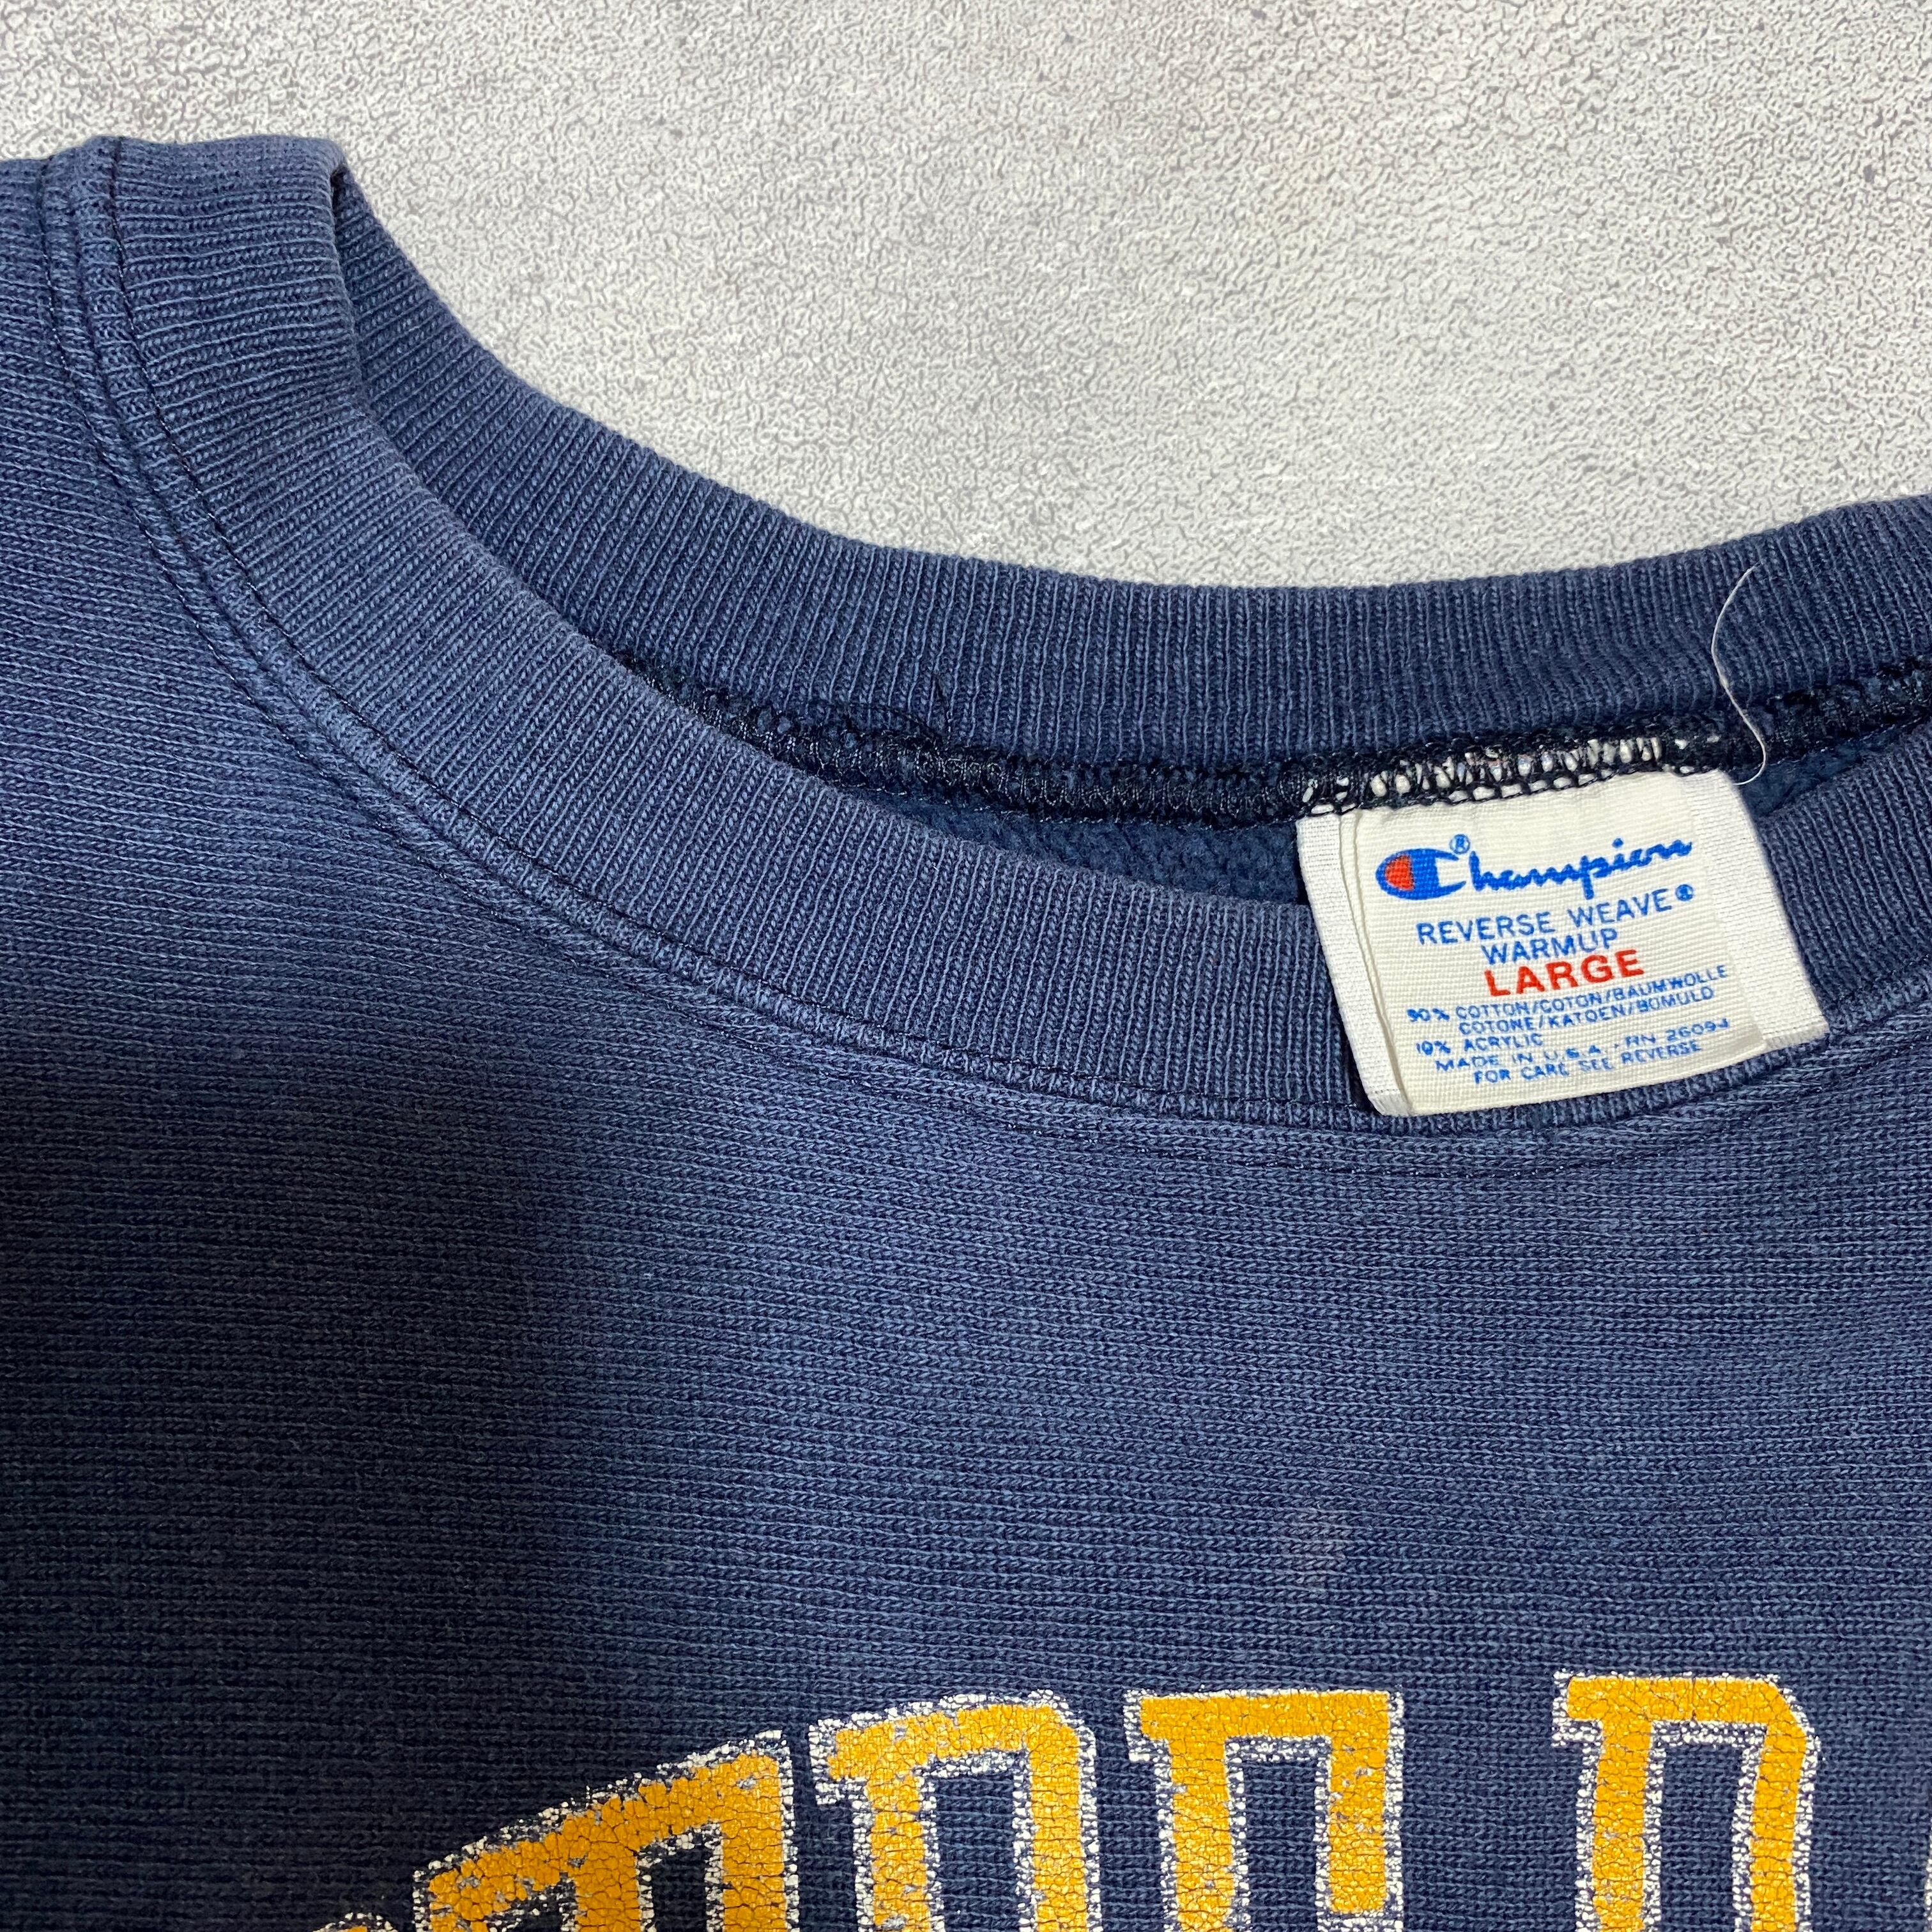 Champion®
REVERSE WEAVE®
WARMUP
LARGE
90% COTTON/COTON/BAUMWOLLE
COTONE/KATOEN/BOMULD
10% ACRYLIC
MADE IN U.S.A. - RN 26094
FOR CARE SEE REVERSE